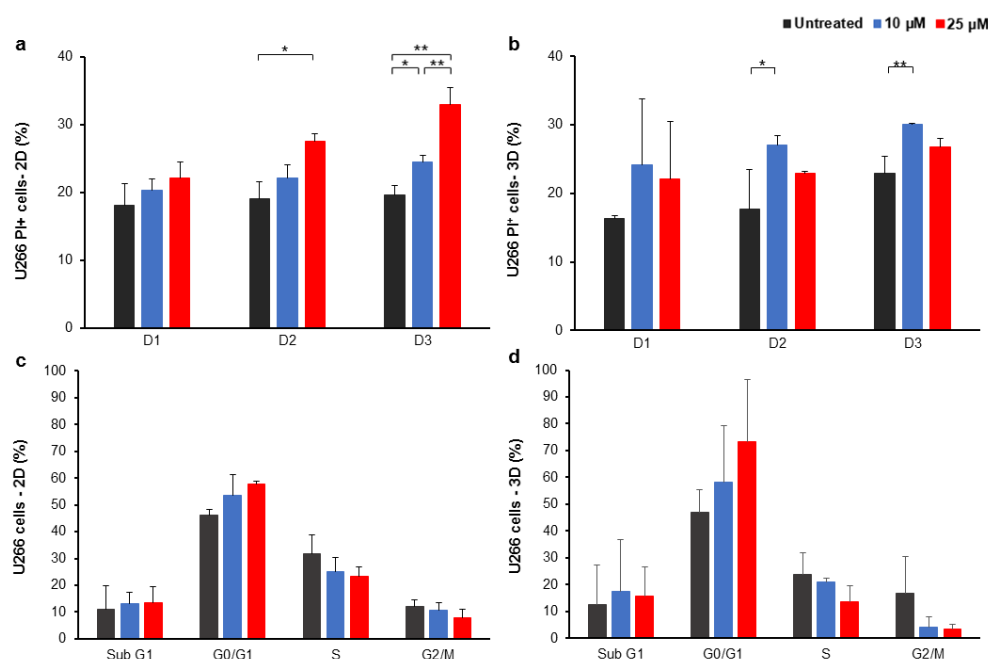 Untreated 10 µM 25 µM
a
U266 PI+ cells- 2D (%)
40
30
20
10
0
* ** * **
D1 D2 D3
b
U266 PI⁺ cells- 3D (%)
40
30
20
10
0
* **
D1 D2 D3
c
U266 cells - 2D (%)
100
90
80
70
60
50
40
30
20
10
0
Sub G1 G0/G1 S G2/M
d
U266 cells - 3D (%)
100
90
80
70
60
50
40
30
20
10
0
Sub G1 G0/G1 S G2/M